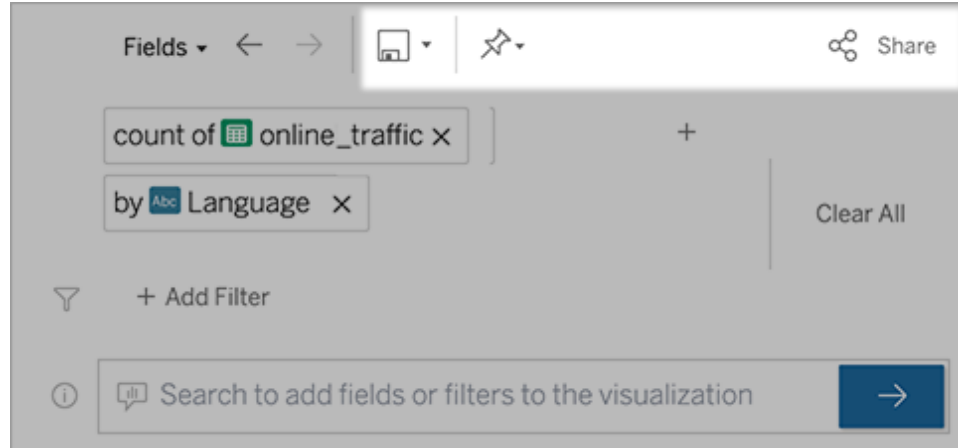 Fields
Share
count of online_traffic ×
+
by Abc Language ×
Clear All
+ Add Filter
Search to add fields or filters to the visualization